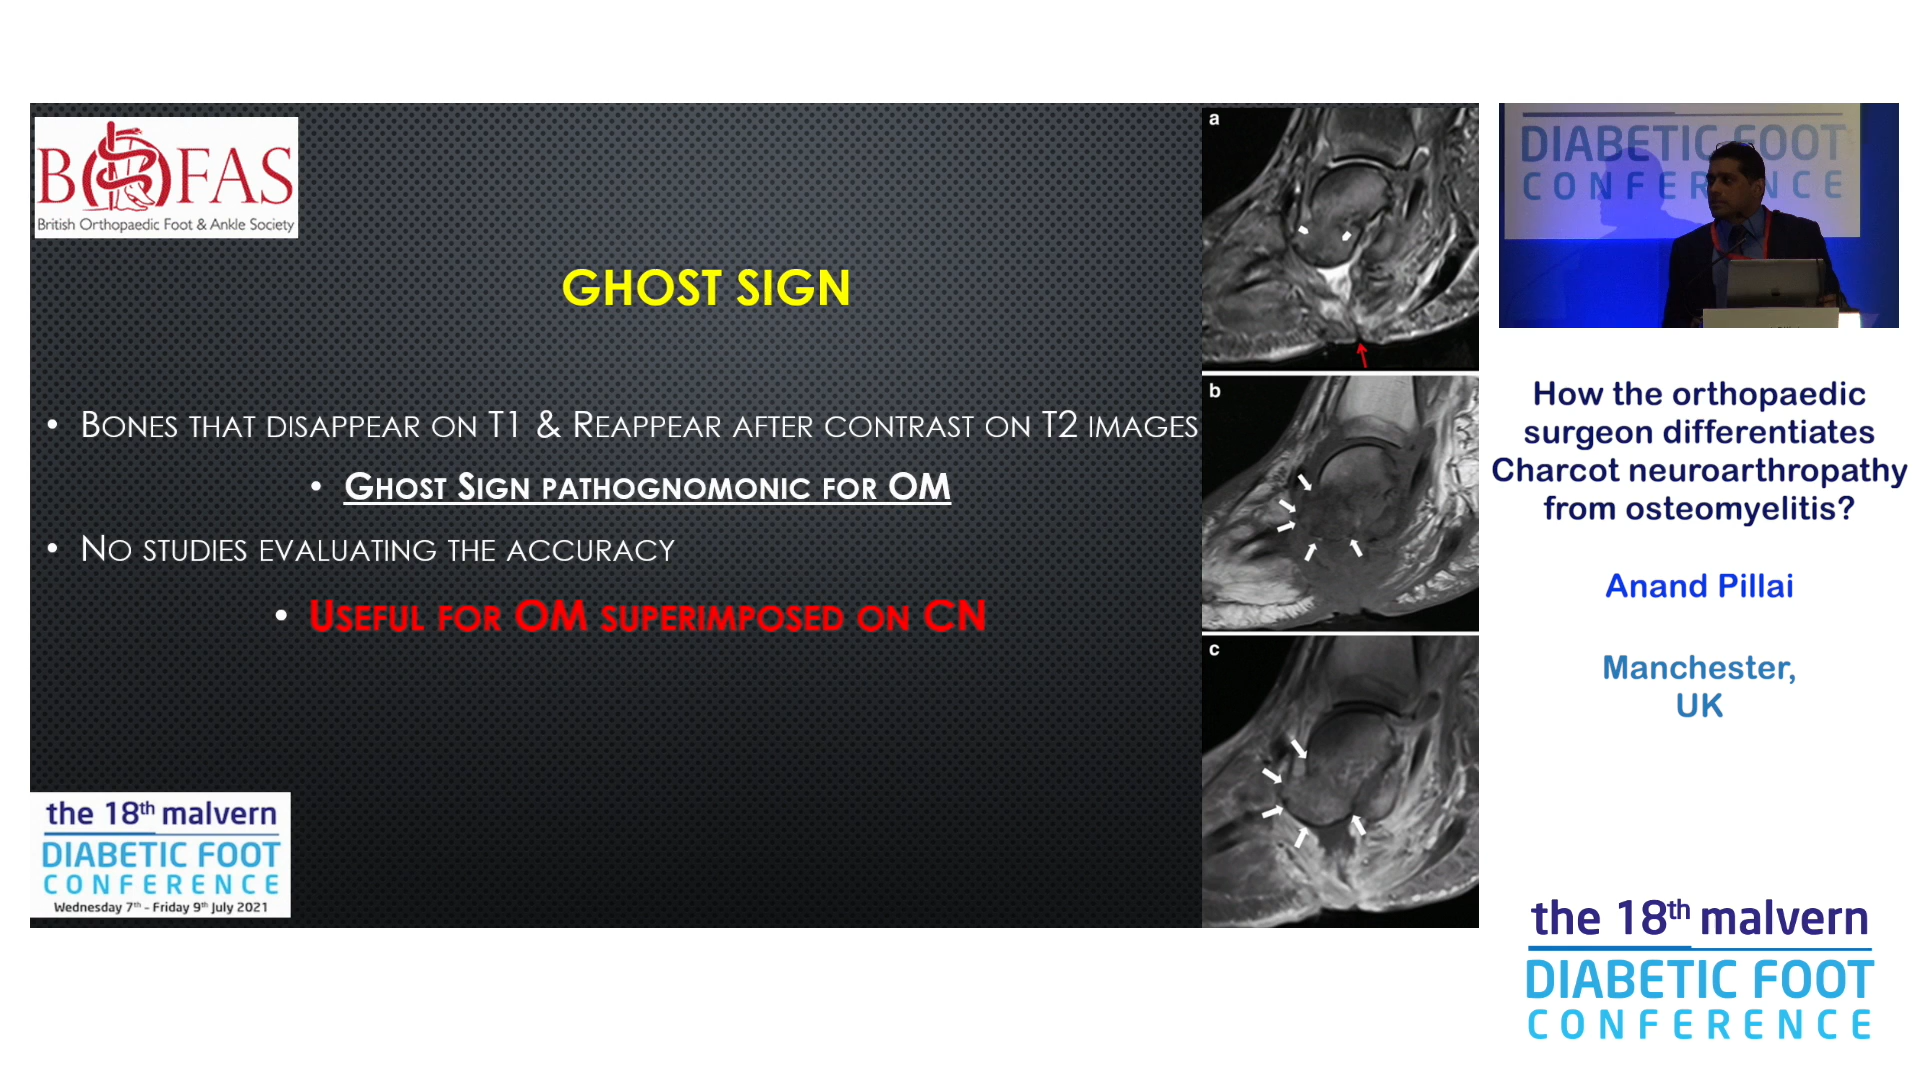 BOFAS
British Orthopaedic Foot & Ankle Society
GHOST SIGN
• BONES THAT DISAPPEAR ON T1 & REAPPEAR AFTER CONTRAST ON T2 IMAGES
• GHOST SIGN PATHOGNOMONIC FOR OM
• NO STUDIES EVALUATING THE ACCURACY
• USEFUL FOR OM SUPERIMPOSED ON CN
the 18th malvern
DIABETIC FOOT
CONFERENCE
Wednesday 7th - Friday 9th July 2021
a
b
c
DIABETIC FOOT
CONFERENCE
How the orthopaedic
surgeon differentiates
Charcot neuroarthropathy
from osteomyelitis?
Anand Pillai
Manchester,
UK
the 18th malvern
DIABETIC FOOT
CONFERENCE